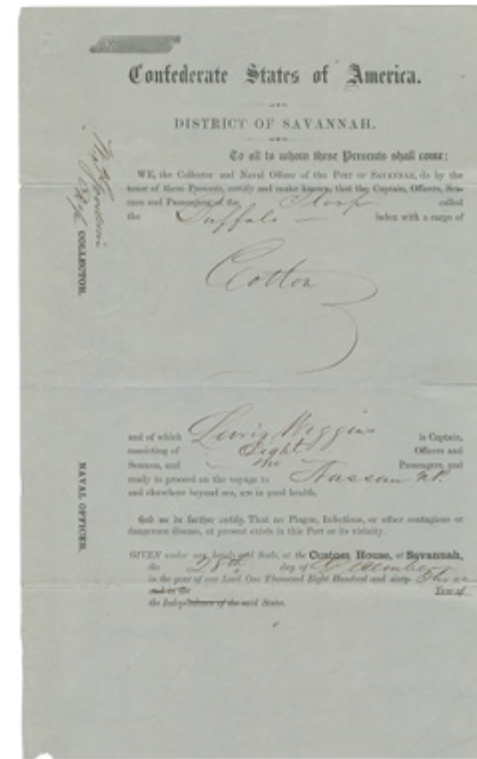 Confederate States of America.
DISTRICT OF SAVANNAH.
To all to whom these Presents shall come:
WE, the Collector and Naval Officer of the PORT OF SAVANNAH, do by the
tenor of these Presents, certify and make known, that the Captain, Officers, Sea-
men and Passengers of the Sloop called
the Buffalo laden with a cargo of
Cotton
and of which Lewis Wiggins is Captain,
consisting of Eight Officers and
Seamen, and no Passengers, and
ready to proceed on the voyage to Nassau N.P.
and elsewhere beyond sea, are in good health.
And we do further certify, That no Plague, Infectious, or other contagious or
dangerous disease, at present exists in this Port or its vicinity.
GIVEN under our hands and Seals, at the Custom House, at Savannah,
the 28th day of December
in the year of our Lord One Thousand Eight Hundred and sixty three
and in the Year of
the Independence of the said States.
COLLECTOR.
NAVAL OFFICER.